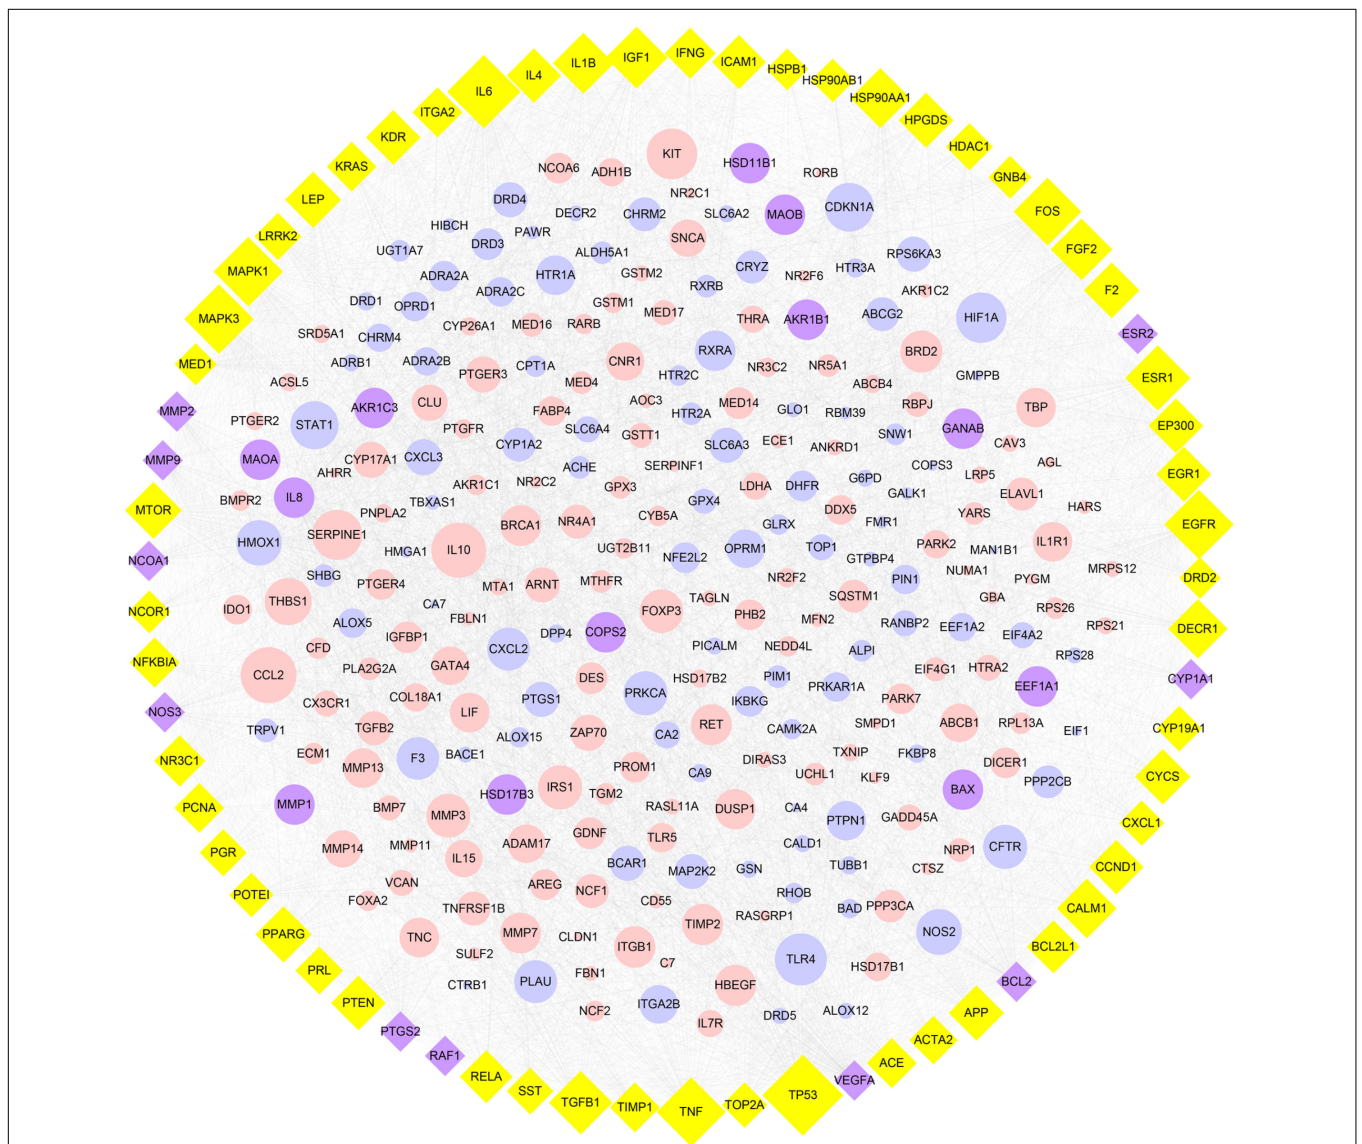 IFNG
IGF1
ICAM1
IL1B
HSPB1
IL4
HSP90AB1
IL6
HSP90AA1
ITGA2
HPGDS
KDR
HDAC1
KRAS
GNB4
LEP
FOS
LRRK2
FGF2
MAPK1
F2
MAPK3
ESR2
MED1
ESR1
MMP2
EP300
MMP9
EGR1
MTOR
EGFR
NCOA1
DRD2
NCOR1
DECR1
NFKBIA
CYP1A1
NOS3
CYP19A1
NR3C1
CYCS
PCNA
CXCL1
PGR
CCND1
POTEI
CALM1
PPARG
BCL2L1
PRL
BCL2
PTEN
APP
PTGS2
ACTA2
RAF1
ACE
RELA
VEGFA
SST
TP53
TGFB1
TOP2A
TIMP1
TNF
KIT
HSD11B1
NCOA6
ADH1B
RORB
NR2C1
DRD4
DECR2
CHRM2
SLC6A2
MAOB
CDKN1A
HIBCH
PAWR
SNCA
UGT1A7
DRD3
ALDH5A1
RPS6KA3
ADRA2A
HTR1A
GSTM2
CRYZ
NR2F6
HTR3A
RXRB
AKR1C2
DRD1
OPRD1
ADRA2C
GSTM1
MED17
THRA
AKR1B1
ABCG2
HIF1A
SRD5A1
CHRM4
CYP26A1
MED16
RARB
RXRA
BRD2
ADRB1
ADRA2B
CPT1A
CNR1
NR3C2
NR5A1
PTGER3
MED4
HTR2C
ABCB4
GMPPB
ACSL5
AKR1C3
CLU
FABP4
AOC3
MED14
GLO1
RBM39
RBPJ
TBP
PTGER2
STAT1
PTGFR
SLC6A4
HTR2A
GANAB
GSTT1
SNW1
MAOA
CYP17A1
CXCL3
CYP1A2
SLC6A3
ECE1
ANKRD1
CAV3
AHRR
ACHE
SERPINF1
COPS3
AGL
BMPR2
IL8
AKR1C1
NR2C2
GPX3
LDHA
DHFR
G6PD
LRP5
PNPLA2
TBXAS1
GPX4
GALK1
ELAVL1
HARS
SERPINE1
BRCA1
NR4A1
CYB5A
GLRX
DDX5
FMR1
YARS
HMOX1
HMGA1
IL10
UGT2B11
NFE2L2
OPRM1
TOP1
GTPBP4
PARK2
MAN1B1
IL1R1
SHBG
PTGER4
MTA1
ARNT
MTHFR
NR2F2
PIN1
NUMA1
PYGM
MRPS12
IDO1
THBS1
CA7
FBLN1
FOXP3
TAGLN
PHB2
MFN2
SQSTM1
GBA
RPS26
ALOX5
IGFBP1
DPP4
COPS2
RANBP2
EEF1A2
EIF4A2
RPS21
CFD
CXCL2
PICALM
NEDD4L
ALPI
RPS28
CCL2
PLA2G2A
GATA4
DES
HSD17B2
PIM1
PRKAR1A
EIF4G1
HTRA2
EEF1A1
CX3CR1
COL18A1
PTGS1
PRKCA
IKBKG
PARK7
TRPV1
TGFB2
LIF
ZAP70
CA2
RET
CAMK2A
SMPD1
ABCB1
RPL13A
EIF1
ECM1
MMP13
F3
BACE1
ALOX15
PROM1
CA9
DIRAS3
TXNIP
FKBP8
DICER1
UCHL1
KLF9
PPP2CB
MMP1
BMP7
HSD17B3
IRS1
TGM2
RASL11A
DUSP1
CA4
BAX
MMP3
GADD45A
PTPN1
MMP14
MMP11
ADAM17
GDNF
TLR5
CALD1
CFTR
IL15
BCAR1
MAP2K2
GSN
TUBB1
NRP1
CTSZ
VCAN
AREG
NCF1
RHOB
FOXA2
CD55
TNFRSF1B
RASGRP1
BAD
PPP3CA
TNC
MMP7
CLDN1
ITGB1
TIMP2
NOS2
SULF2
C7
TLR4
HSD17B1
CTRB1
PLAU
FBN1
HBEGF
NCF2
ITGA2B
IL7R
DRD5
ALOX12